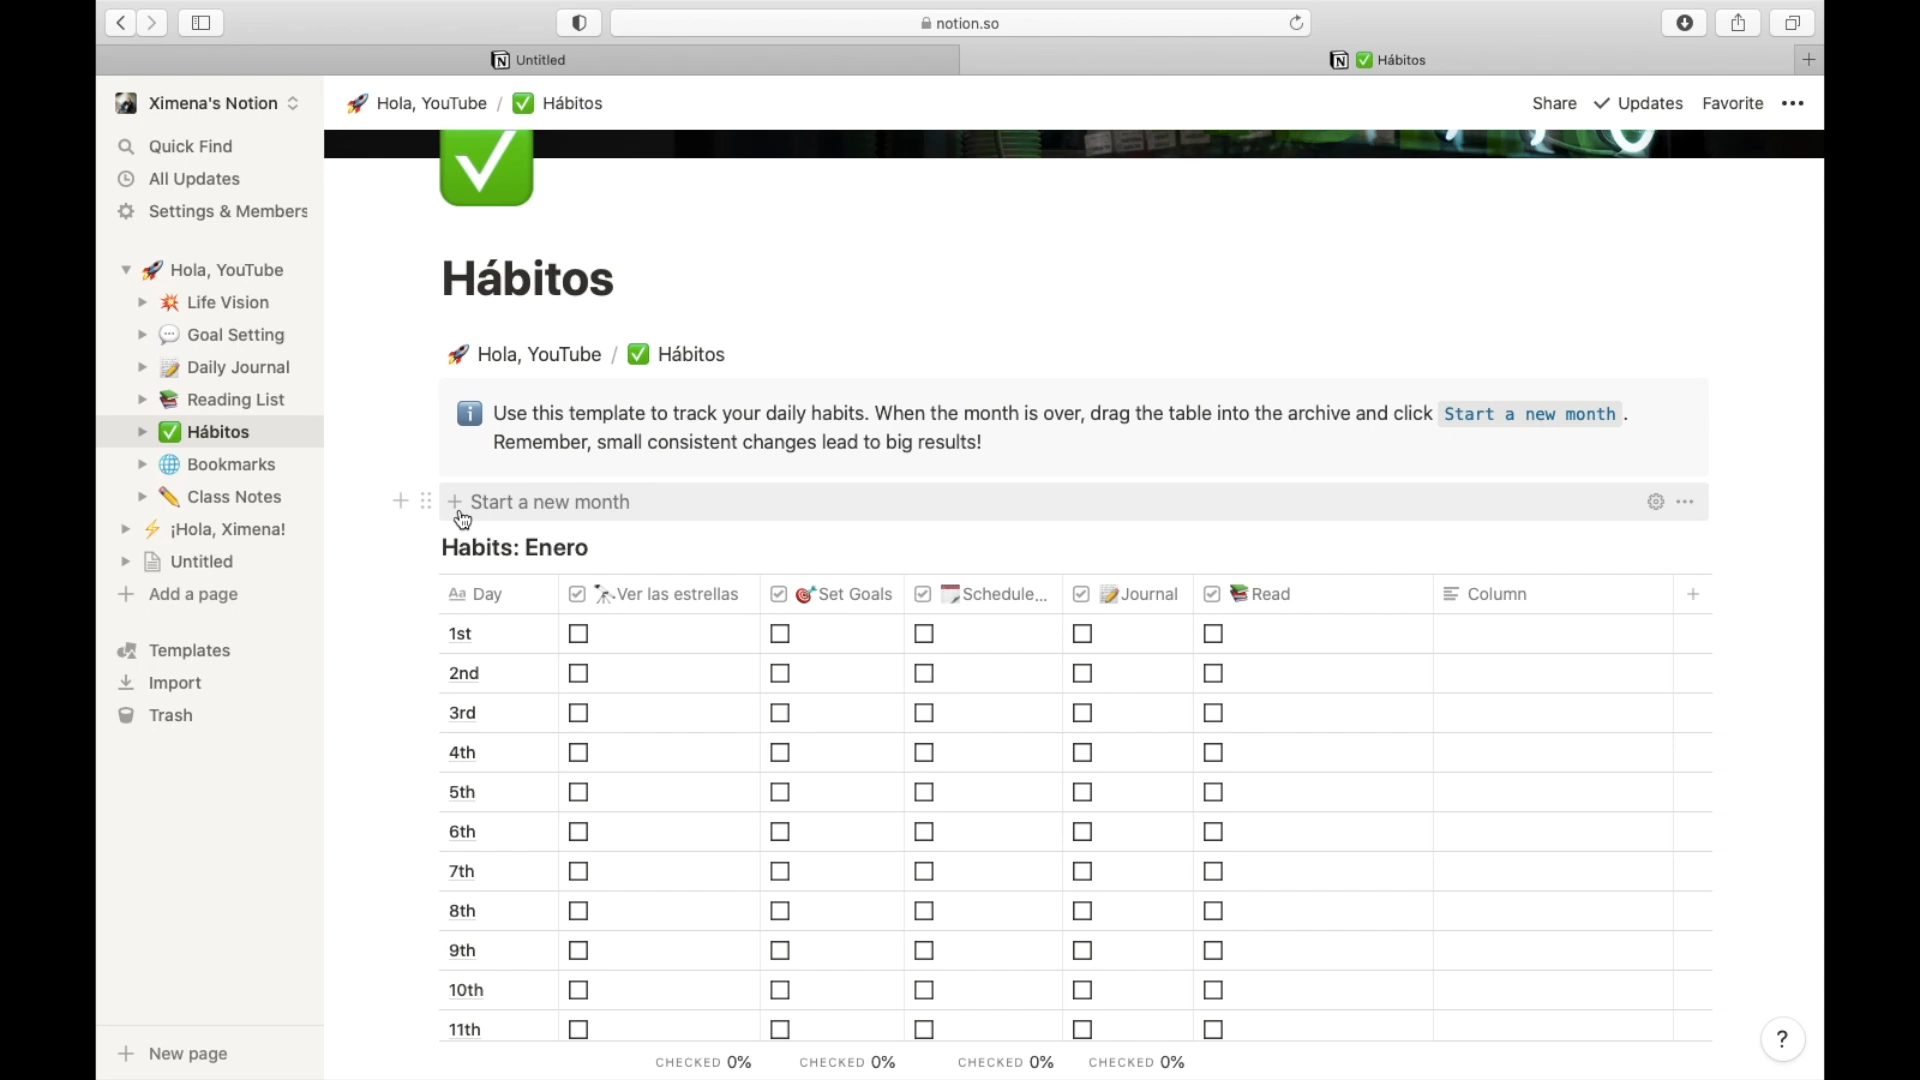 notion.so
Untitled
Hábitos
Ximena's Notion
Hola, YouTube / Hábitos
Share
Updates
Favorite
Quick Find
All Updates
Settings & Members
Hola, YouTube
Life Vision
Goal Setting
Daily Journal
Reading List
Hábitos
Bookmarks
Class Notes
¡Hola, Ximena!
Untitled
Add a page
Templates
Import
Trash
New page
Hábitos
Hola, YouTube / Hábitos
Use this template to track your daily habits. When the month is over, drag the table into the archive and click Start a new month.
Remember, small consistent changes lead to big results!
+ Start a new month
Habits: Enero
Aa Day Ver las estrellas Set Goals Schedule... Journal Read Column +
1st
2nd
3rd
4th
5th
6th
7th
8th
9th
10th
11th
CHECKED 0% CHECKED 0% CHECKED 0% CHECKED 0%
?